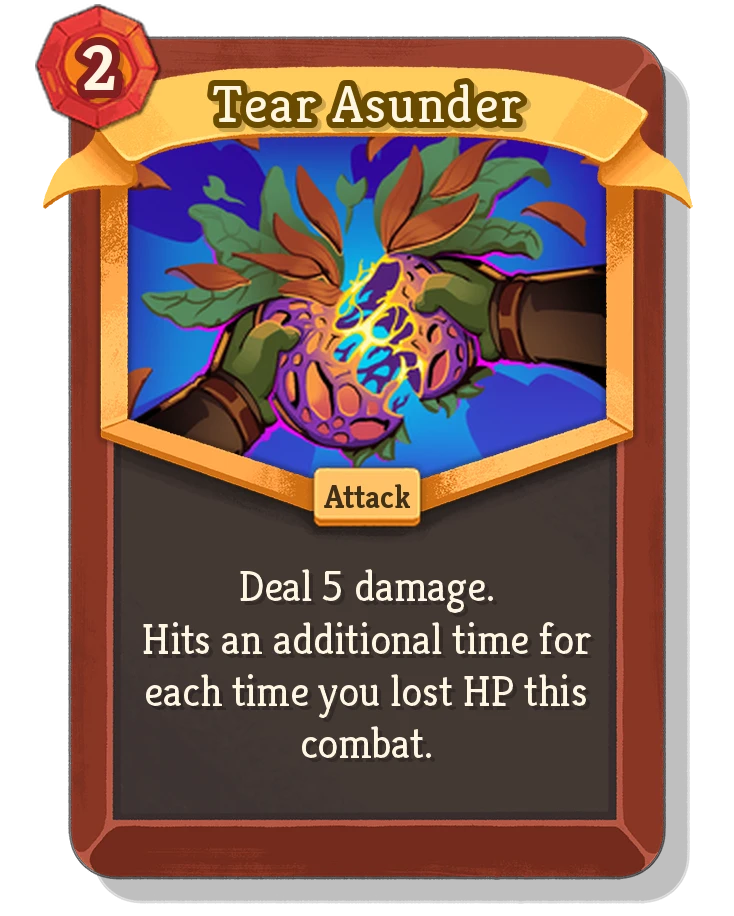 2
Tear Asunder
Attack
Deal 5 damage.
Hits an additional time for
each time you lost HP this
combat.